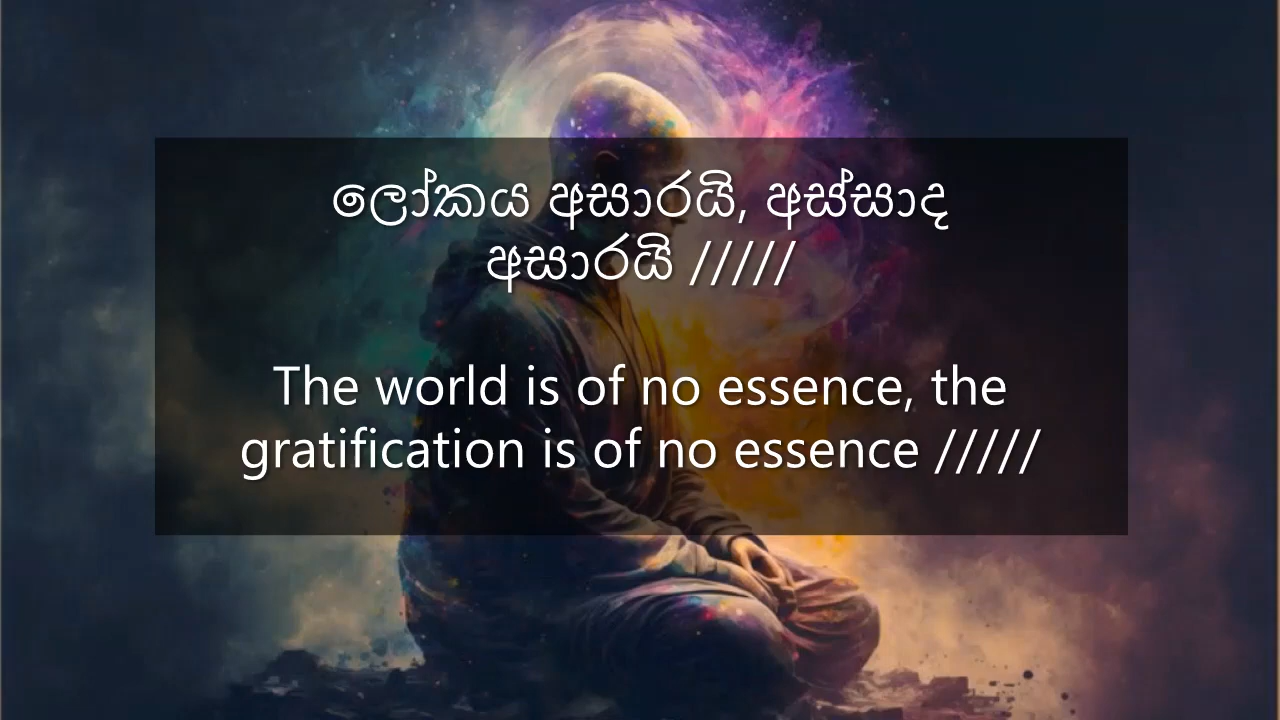 ලෝකය අසාරයි, අස්සාද
අසාරයි /////
The world is of no essence, the
gratification is of no essence /////